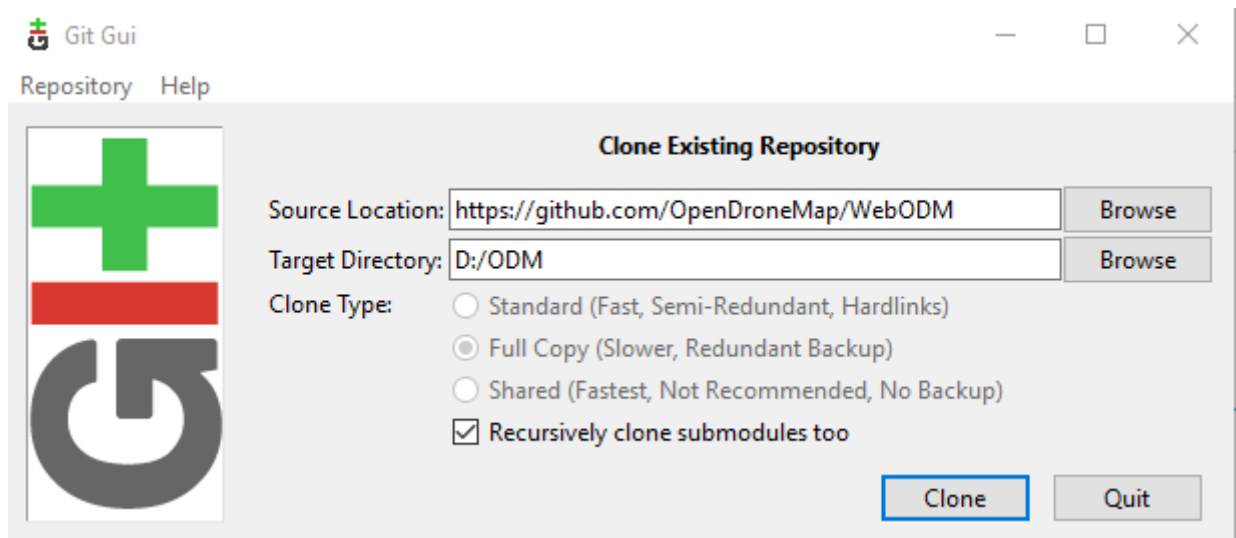 Git Gui
Repository Help
Clone Existing Repository
Source Location: https://github.com/OpenDroneMap/WebODM Browse
Target Directory: D:/ODM Browse
Clone Type: Standard (Fast, Semi-Redundant, Hardlinks)
Full Copy (Slower, Redundant Backup)
Shared (Fastest, Not Recommended, No Backup)
Recursively clone submodules too
Clone Quit